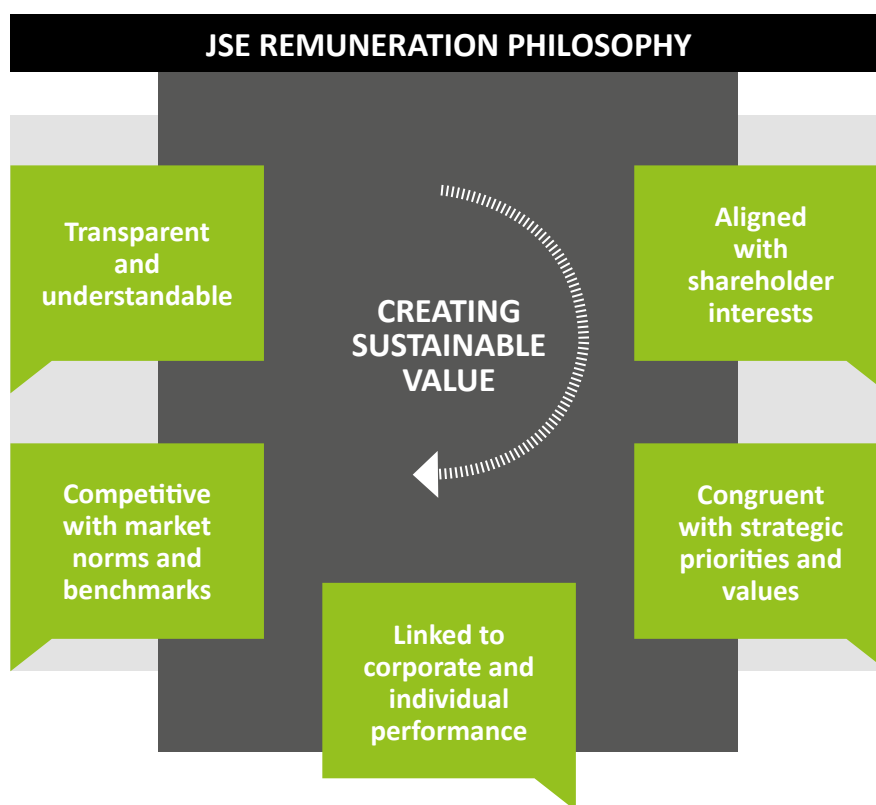 JSE REMUNERATION PHILOSOPHY
Transparent
and
understandable
Aligned
with
shareholder
interests
CREATING
SUSTAINABLE
VALUE
Competitive
with market
norms and
benchmarks
Congruent
with strategic
priorities and
values
Linked to
corporate and
individual
performance